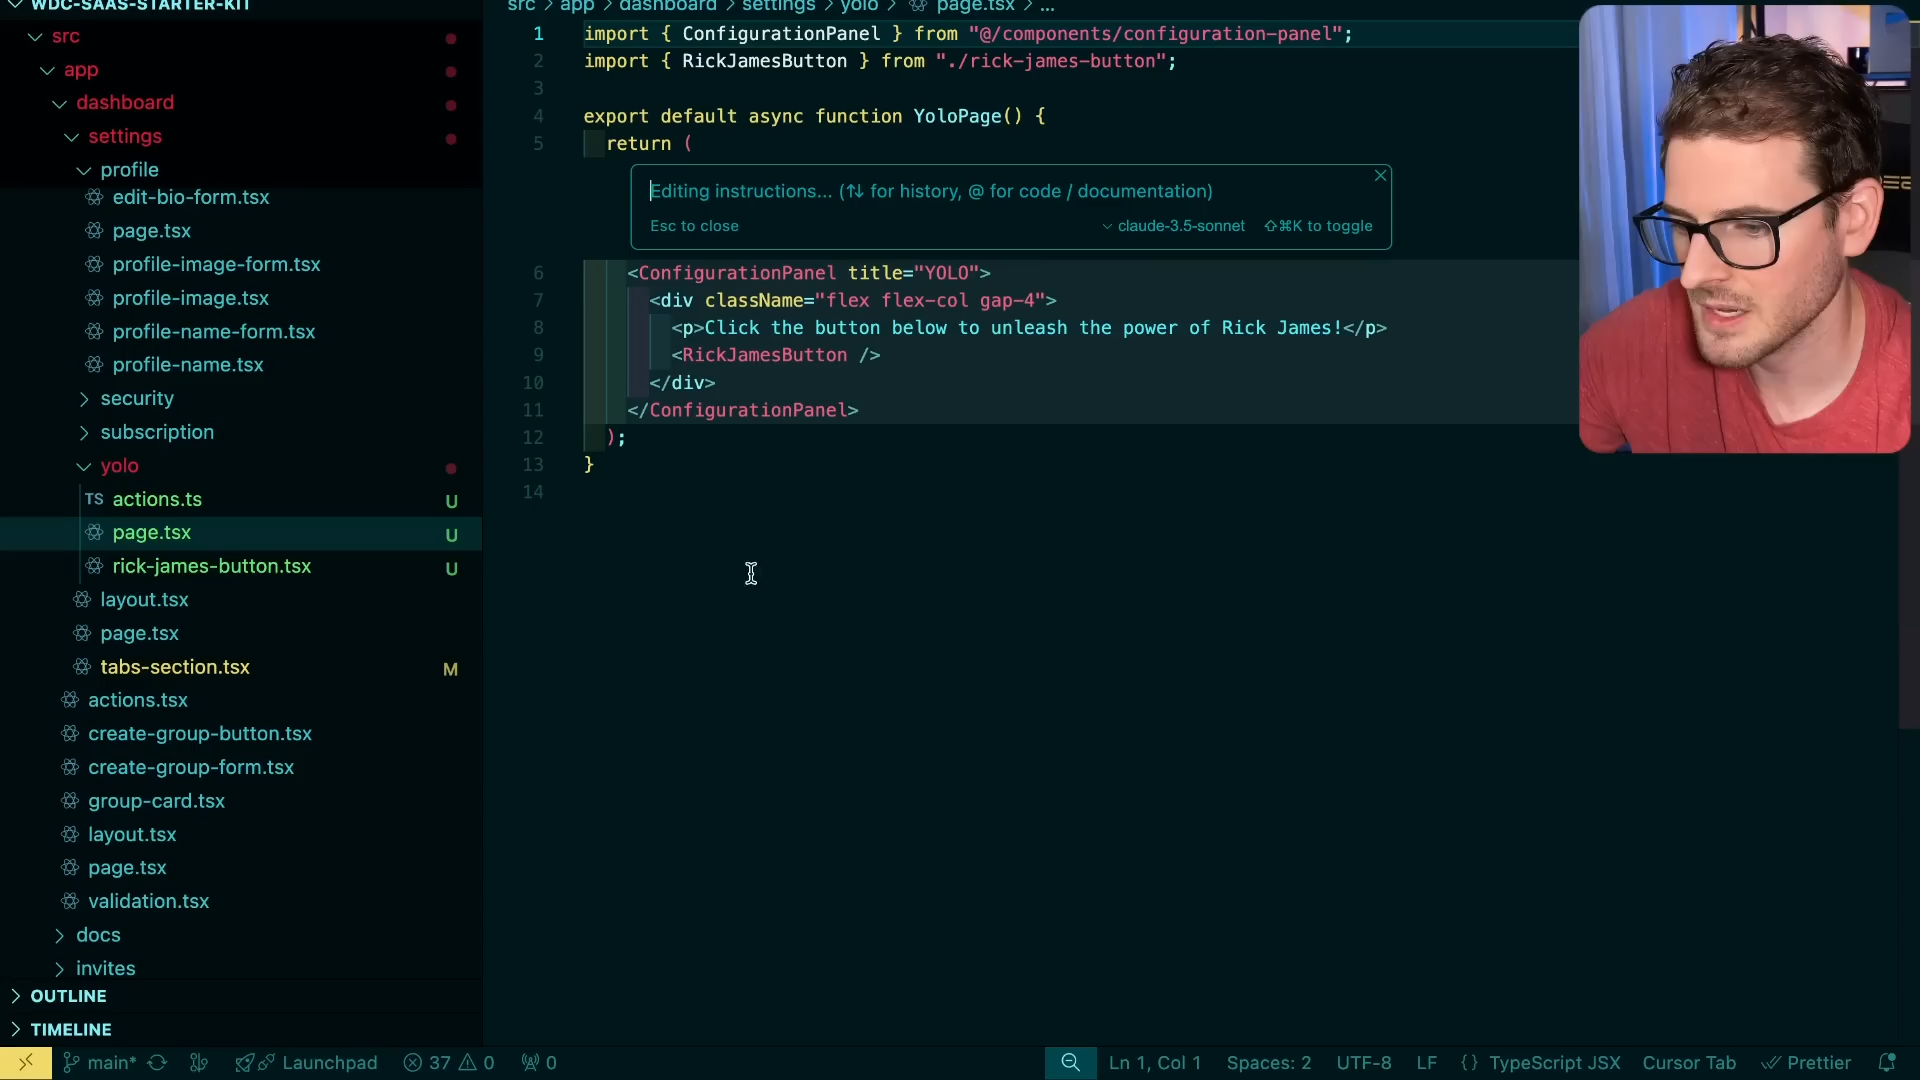 WDC-SAAS-STARTER-KIT
src
app
dashboard
settings
profile
edit-bio-form.tsx
page.tsx
profile-image-form.tsx
profile-image.tsx
profile-name-form.tsx
profile-name.tsx
security
subscription
yolo
TS actions.ts U
page.tsx U
rick-james-button.tsx U
layout.tsx
page.tsx
tabs-section.tsx M
actions.tsx
create-group-button.tsx
create-group-form.tsx
group-card.tsx
layout.tsx
page.tsx
validation.tsx
docs
invites
OUTLINE
TIMELINE
src > app > dashboard > settings > yolo > page.tsx > ...
1 import { ConfigurationPanel } from "@/components/configuration-panel";
2 import { RickJamesButton } from "./rick-james-button";
3
4 export default async function YoloPage() {
5 return (
Editing instructions... (⇅ for history, @ for code / documentation)
Esc to close claude-3.5-sonnet ⇧⌘K to toggle
6 <ConfigurationPanel title="YOLO">
7 <div className="flex flex-col gap-4">
8 <p>Click the button below to unleash the power of Rick James!</p>
9 <RickJamesButton />
10 </div>
11 </ConfigurationPanel>
12 );
13 }
14
main* Launchpad 37 0 0 Ln 1, Col 1 Spaces: 2 UTF-8 LF {} TypeScript JSX Cursor Tab Prettier